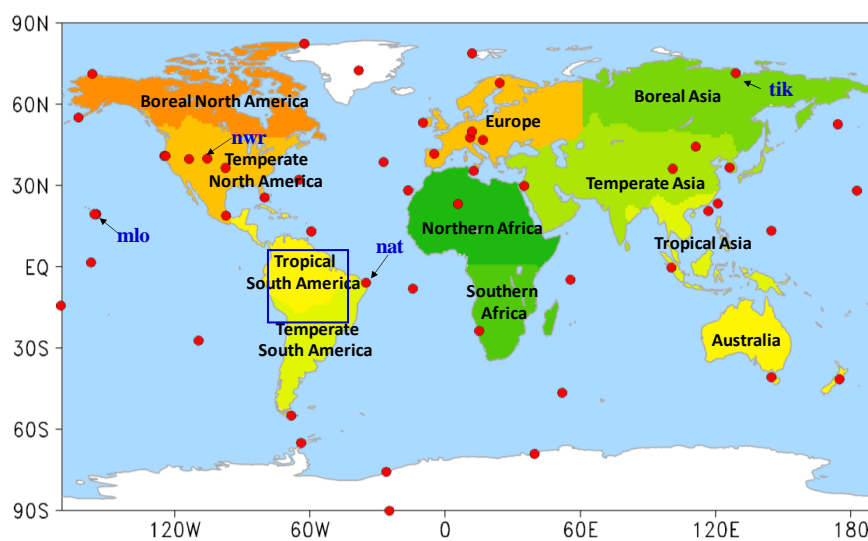 90N
60N
30N
EQ
30S
60S
90S
Boreal North America
nwr
Temperate
North America
mlo
Europe
Boreal Asia
tik
Temperate Asia
Northern Africa
Tropical Asia
nat
Tropical
South America
Southern
Africa
Temperate
South America
Australia
120W
60W
0
60E
120E
180